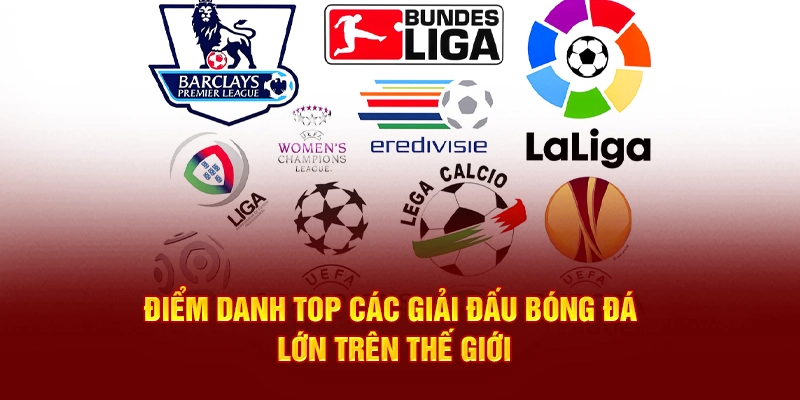 BARCLAYS
PREMIER LEAGUE
BUNDES
LIGA
LaLiga
WOMEN'S
CHAMPIONS
LEAGUE.
eredivisie
LIGA
LEGA CALCIO
UEFA
UEFA
ĐIỂM DANH TOP CÁC GIẢI ĐẤU BÓNG ĐÁ
LỚN TRÊN THẾ GIỚI